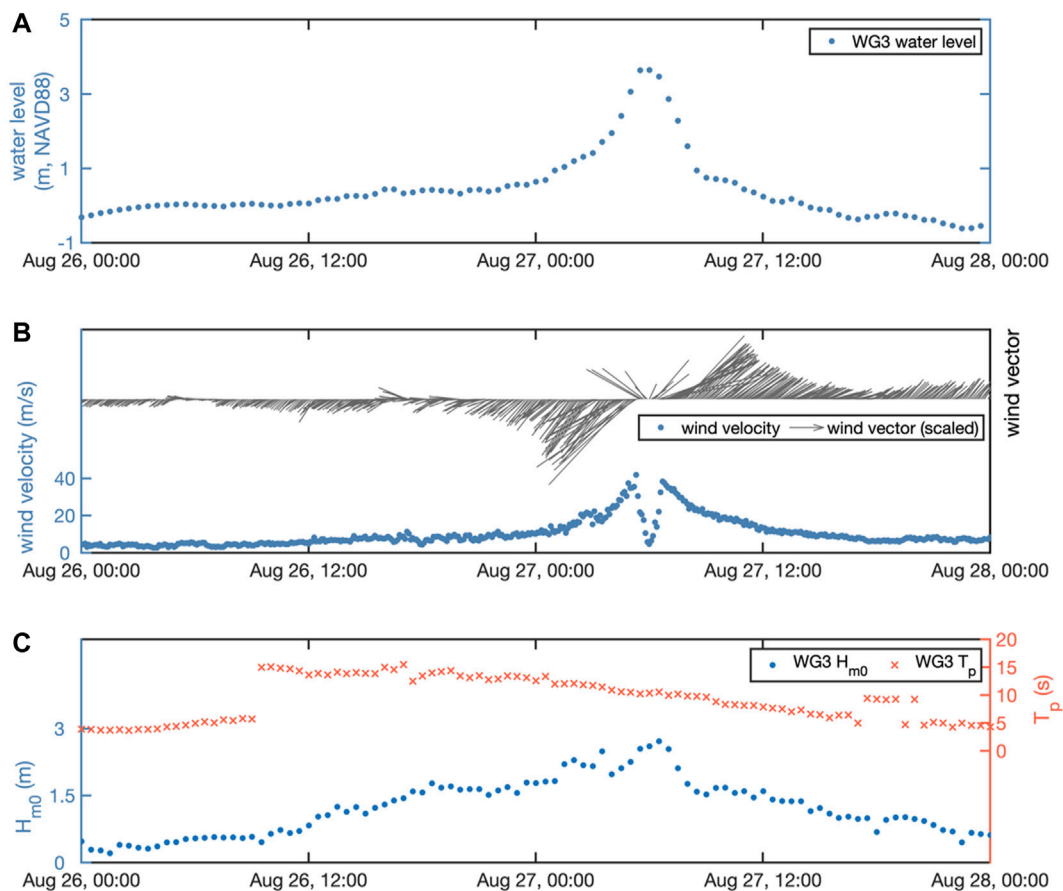 A
5
3
1
-1
water level
(m, NAVD88)
WG3 water level
Aug 26, 00:00 Aug 26, 12:00 Aug 27, 00:00 Aug 27, 12:00 Aug 28, 00:00
B
wind velocity (m/s)
40
20
0
wind vector
wind velocity wind vector (scaled)
Aug 26, 00:00 Aug 26, 12:00 Aug 27, 00:00 Aug 27, 12:00 Aug 28, 00:00
C
3
1.5
0
Hm0 (m)
WG3 Hm0 WG3 Tp
20
15
10
5
0
Tp (s)
Aug 26, 00:00 Aug 26, 12:00 Aug 27, 00:00 Aug 27, 12:00 Aug 28, 00:00